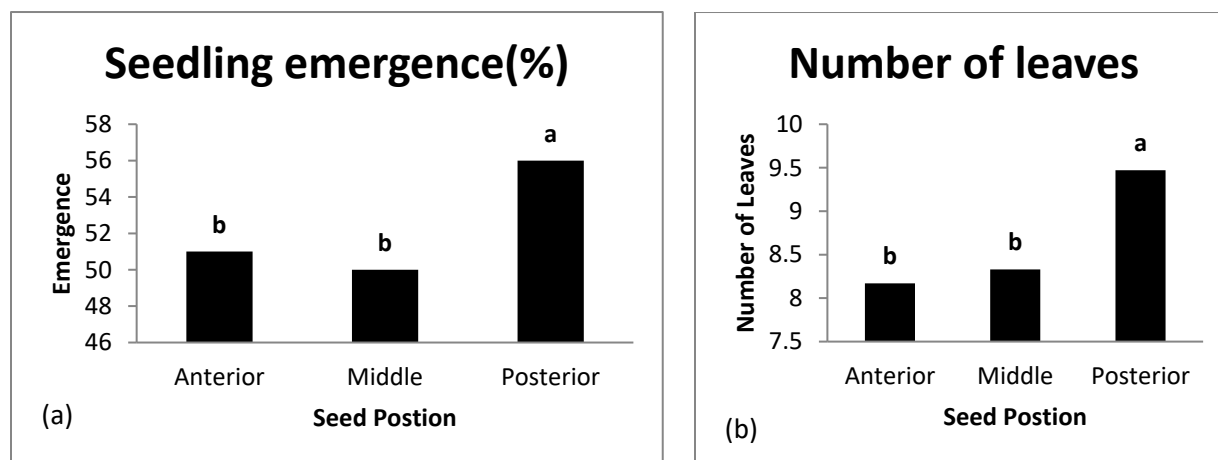 Seedling emergence(%)
58
56
54
52
50
48
46
Emergence
b
b
a
Anterior
Middle
Posterior
Seed Postion
(a)
Number of leaves
10
9.5
9
8.5
8
7.5
Number of Leaves
b
b
a
Anterior
Middle
Posterior
Seed Postion
(b)